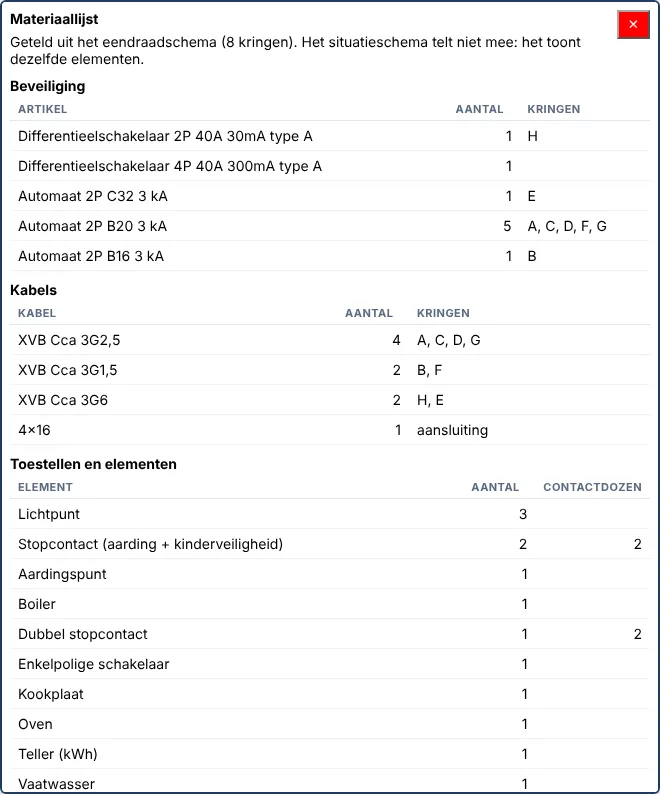 Materiaallijst
×
Geteld uit het eendraadschema (8 kringen). Het situatieschema telt niet mee: het toont
dezelfde elementen.
Beveiliging
ARTIKEL AANTAL KRINGEN
Differentieelschakelaar 2P 40A 30mA type A 1 H
Differentieelschakelaar 4P 40A 300mA type A 1
Automaat 2P C32 3 kA 1 E
Automaat 2P B20 3 kA 5 A, C, D, F, G
Automaat 2P B16 3 kA 1 B
Kabels
KABEL AANTAL KRINGEN
XVB Cca 3G2,5 4 A, C, D, G
XVB Cca 3G1,5 2 B, F
XVB Cca 3G6 2 H, E
4×16 1 aansluiting
Toestellen en elementen
ELEMENT AANTAL CONTACTDOZEN
Lichtpunt 3
Stopcontact (aarding + kinderveiligheid) 2 2
Aardingspunt 1
Boiler 1
Dubbel stopcontact 1 2
Enkelpolige schakelaar 1
Kookplaat 1
Oven 1
Teller (kWh) 1
Vaatwasser 1